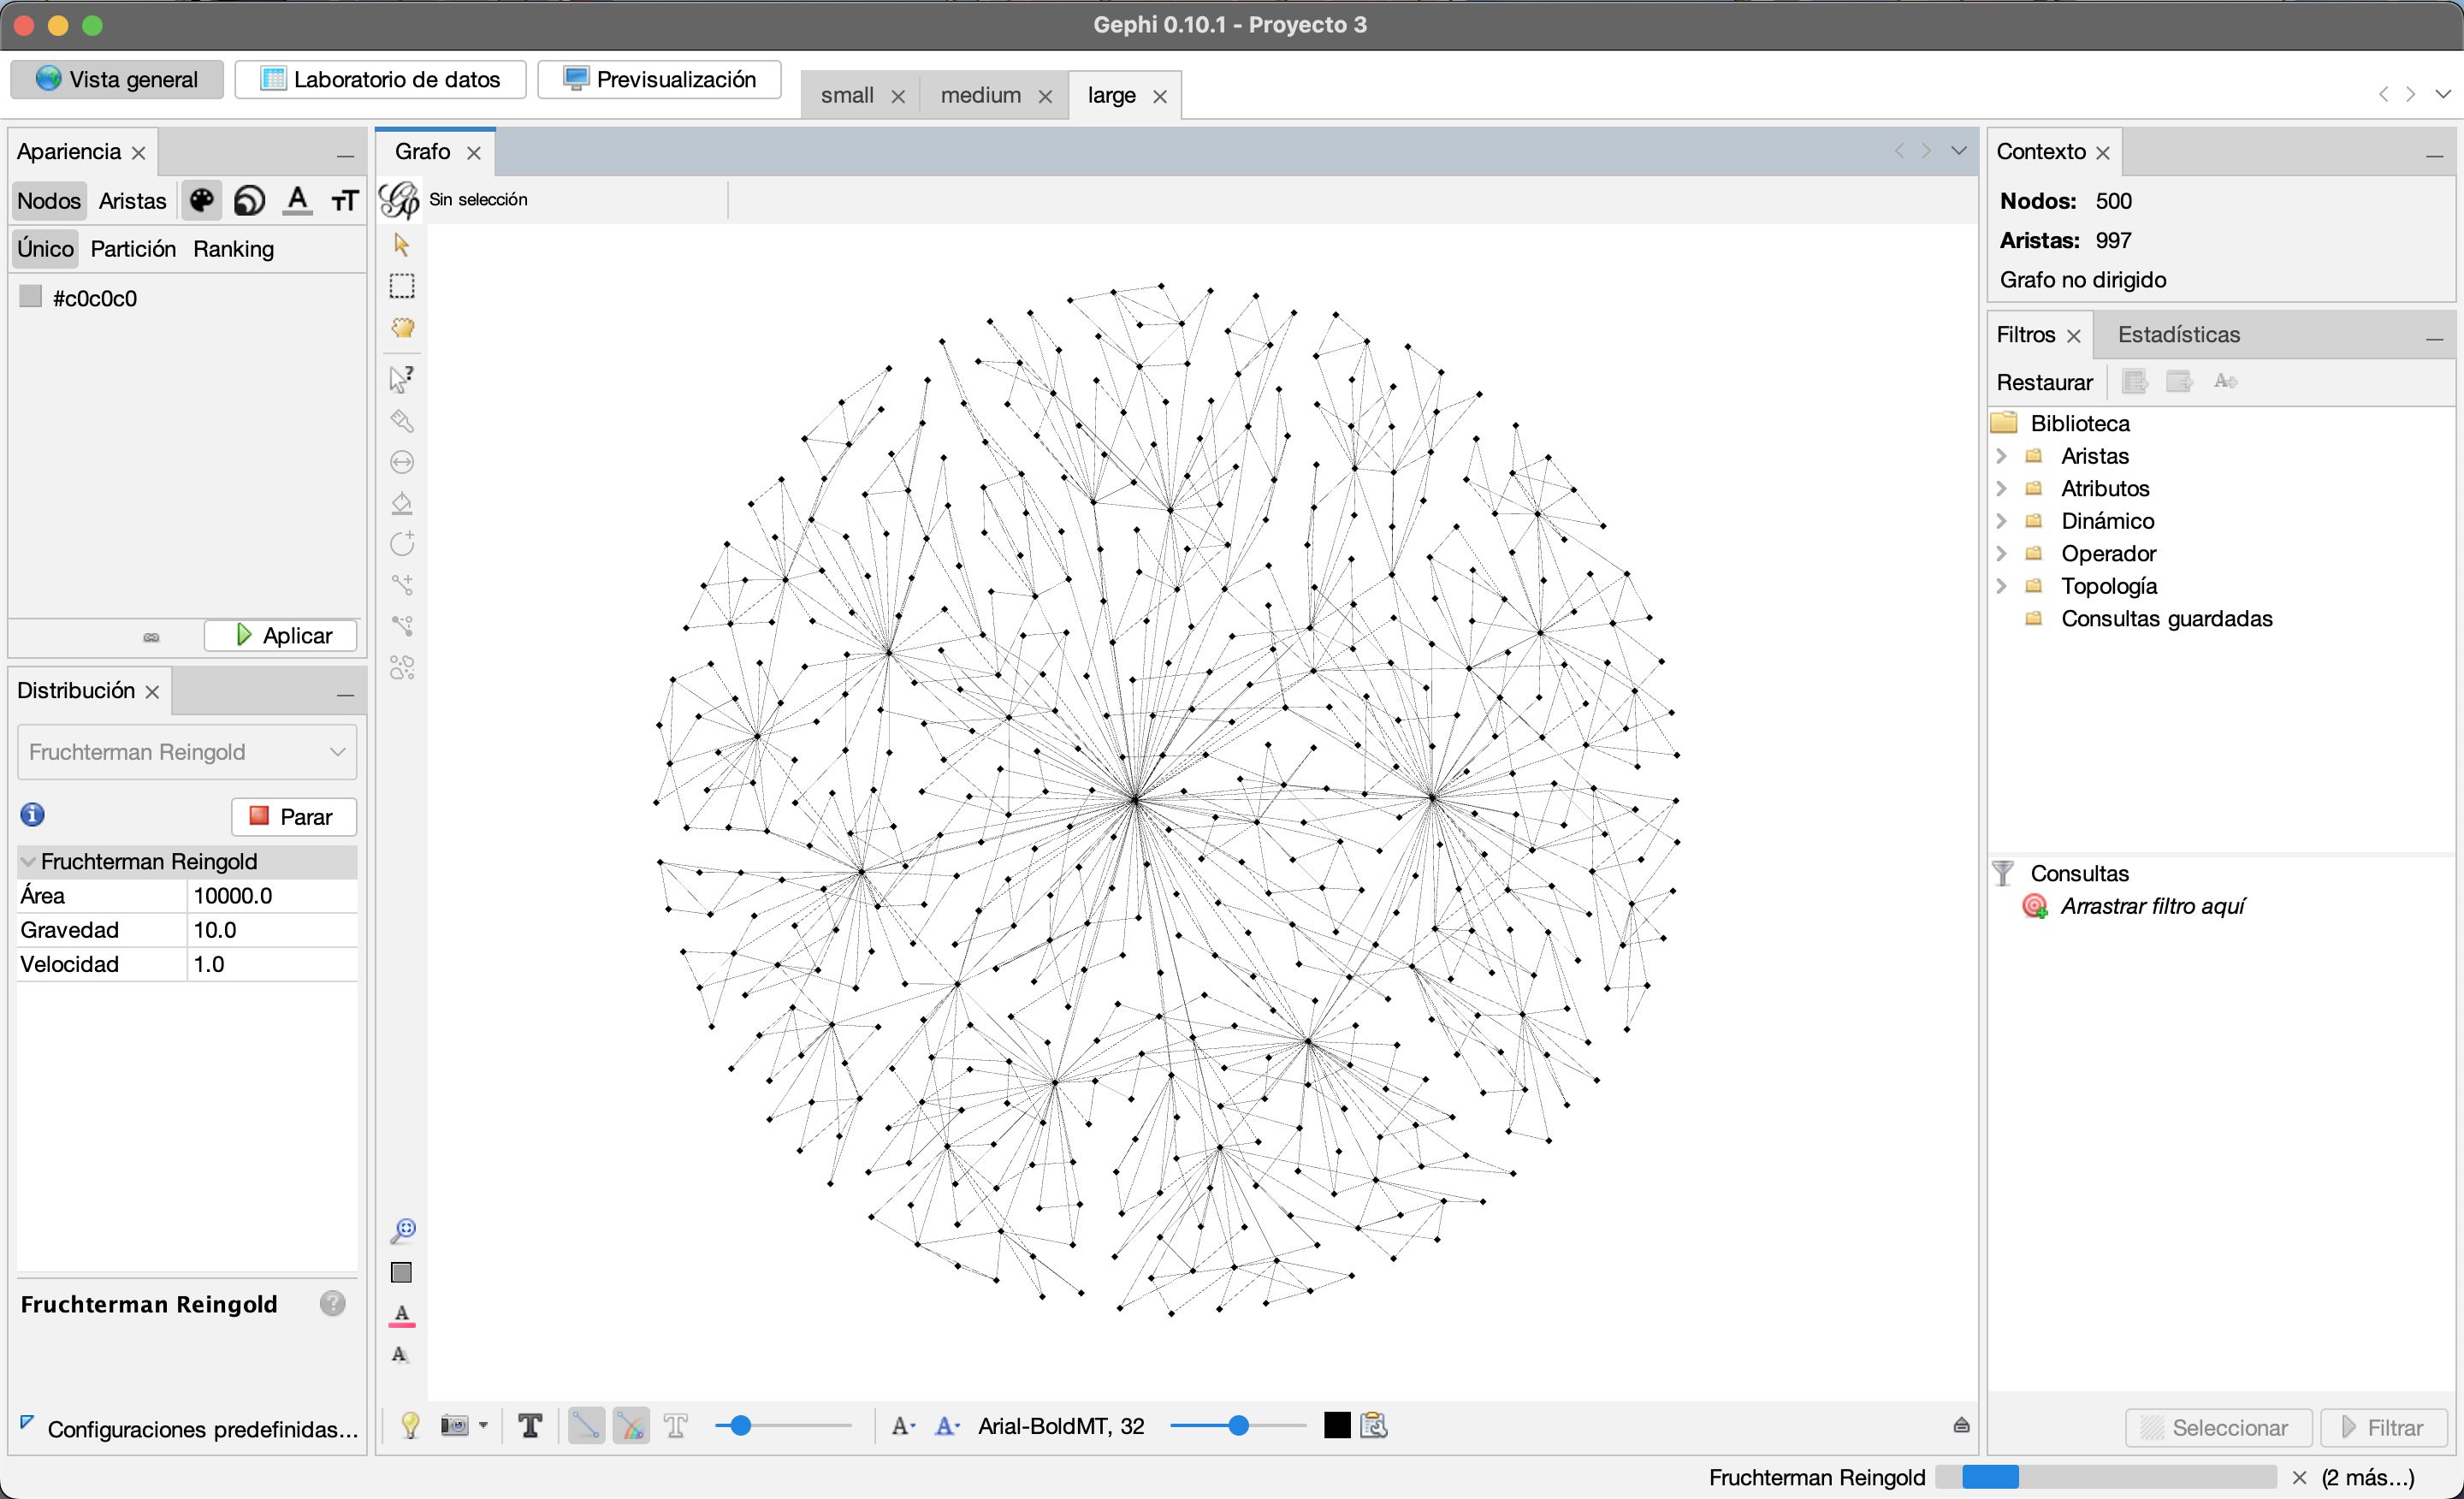 Gephi 0.10.1 - Proyecto 3
Vista general
Laboratorio de datos
Previsualización
small
medium
large
Apariencia
Nodos Aristas
Único Partición Ranking
#c0c0c0
Aplicar
Distribución
Fruchterman Reingold
Parar
Fruchterman Reingold
Área 10000.0
Gravedad 10.0
Velocidad 1.0
Fruchterman Reingold
?
Configuraciones predefinidas...
Grafo
Sin selección
Arial-BoldMT, 32
Contexto
Nodos: 500
Aristas: 997
Grafo no dirigido
Filtros
Estadísticas
Restaurar
Biblioteca
Aristas
Atributos
Dinámico
Operador
Topología
Consultas guardadas
Consultas
Arrastrar filtro aquí
Seleccionar
Filtrar
Fruchterman Reingold
(2 más...)